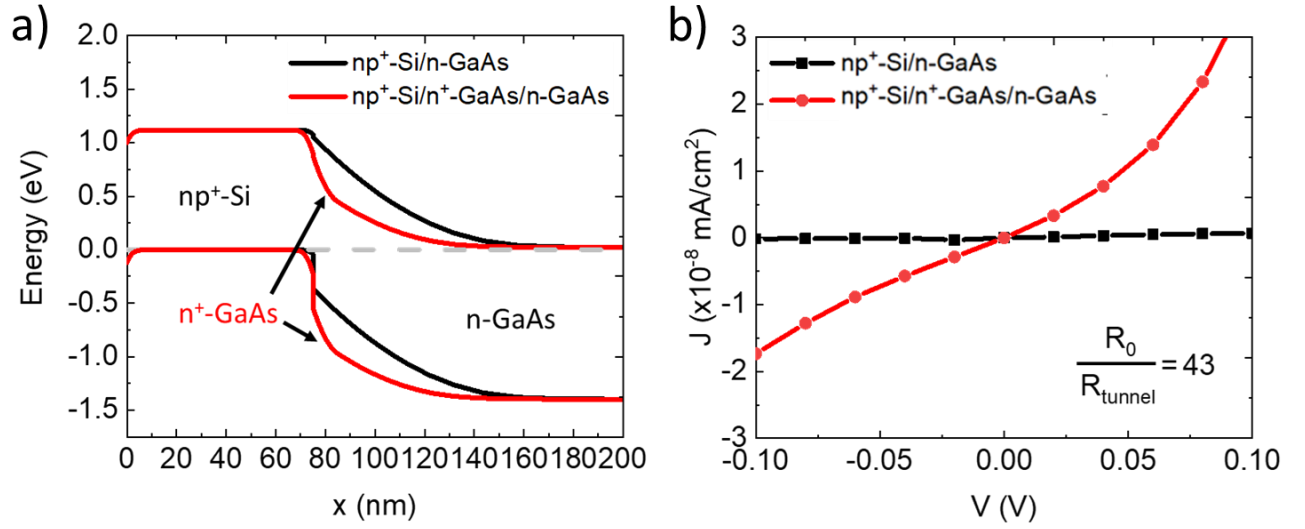 a)
2.0
1.5
1.0
0.5
0.0
-0.5
-1.0
-1.5
Energy (eV)
np⁺-Si/n-GaAs
np⁺-Si/n⁺-GaAs/n-GaAs
np⁺-Si
n⁺-GaAs
n-GaAs
0 20 40 60 80 100 120 140 160 180 200
x (nm)
b)
3
2
1
0
-1
-2
-3
J (x10⁻⁸ mA/cm²)
np⁺-Si/n-GaAs
np⁺-Si/n⁺-GaAs/n-GaAs
R₀
= 43
R_tunnel
-0.10 -0.05 0.00 0.05 0.10
V (V)